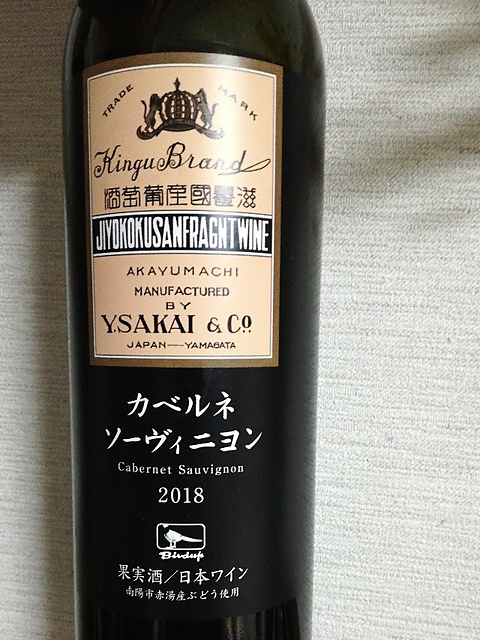 TRADE MARK
Kingu Brand
酒萄葡産國養滋
JIYOKOKUSANFRAGNTWINE
AKAYUMACHI
MANUFACTURED
BY
Y.SAKAI & Co.
JAPAN—YAMAGATA
カベルネ
ソーヴィニヨン
Cabernet Sauvignon
2018
Birdup
果実酒／日本ワイン
南陽市赤湯産ぶどう使用